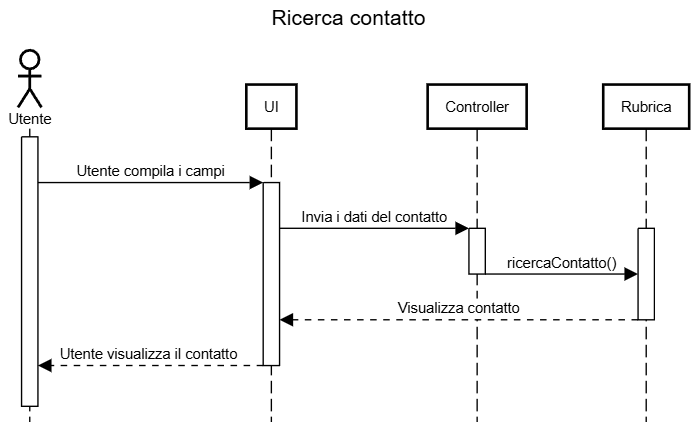 Ricerca contatto
Utente
UI
Controller
Rubrica
Utente compila i campi
Invia i dati del contatto
ricercaContatto()
Visualizza contatto
Utente visualizza il contatto